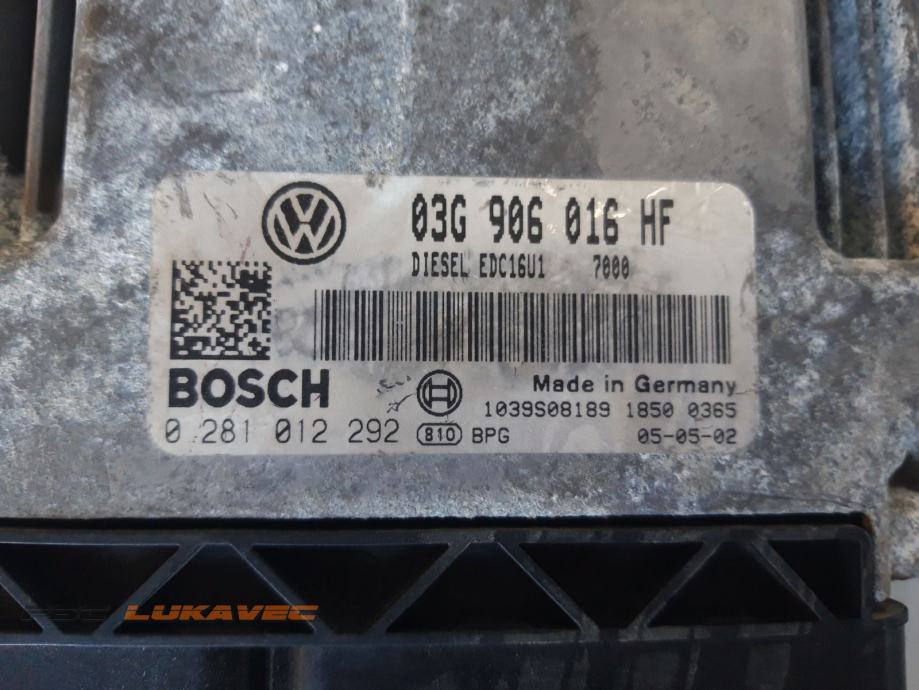 03G 906 016 HF
DIESEL EDC16U1 7000
BOSCH
Made in Germany
1039S08189 1850 0365
0 281 012 292 810 BPG 05-05-02
LUKAVEC